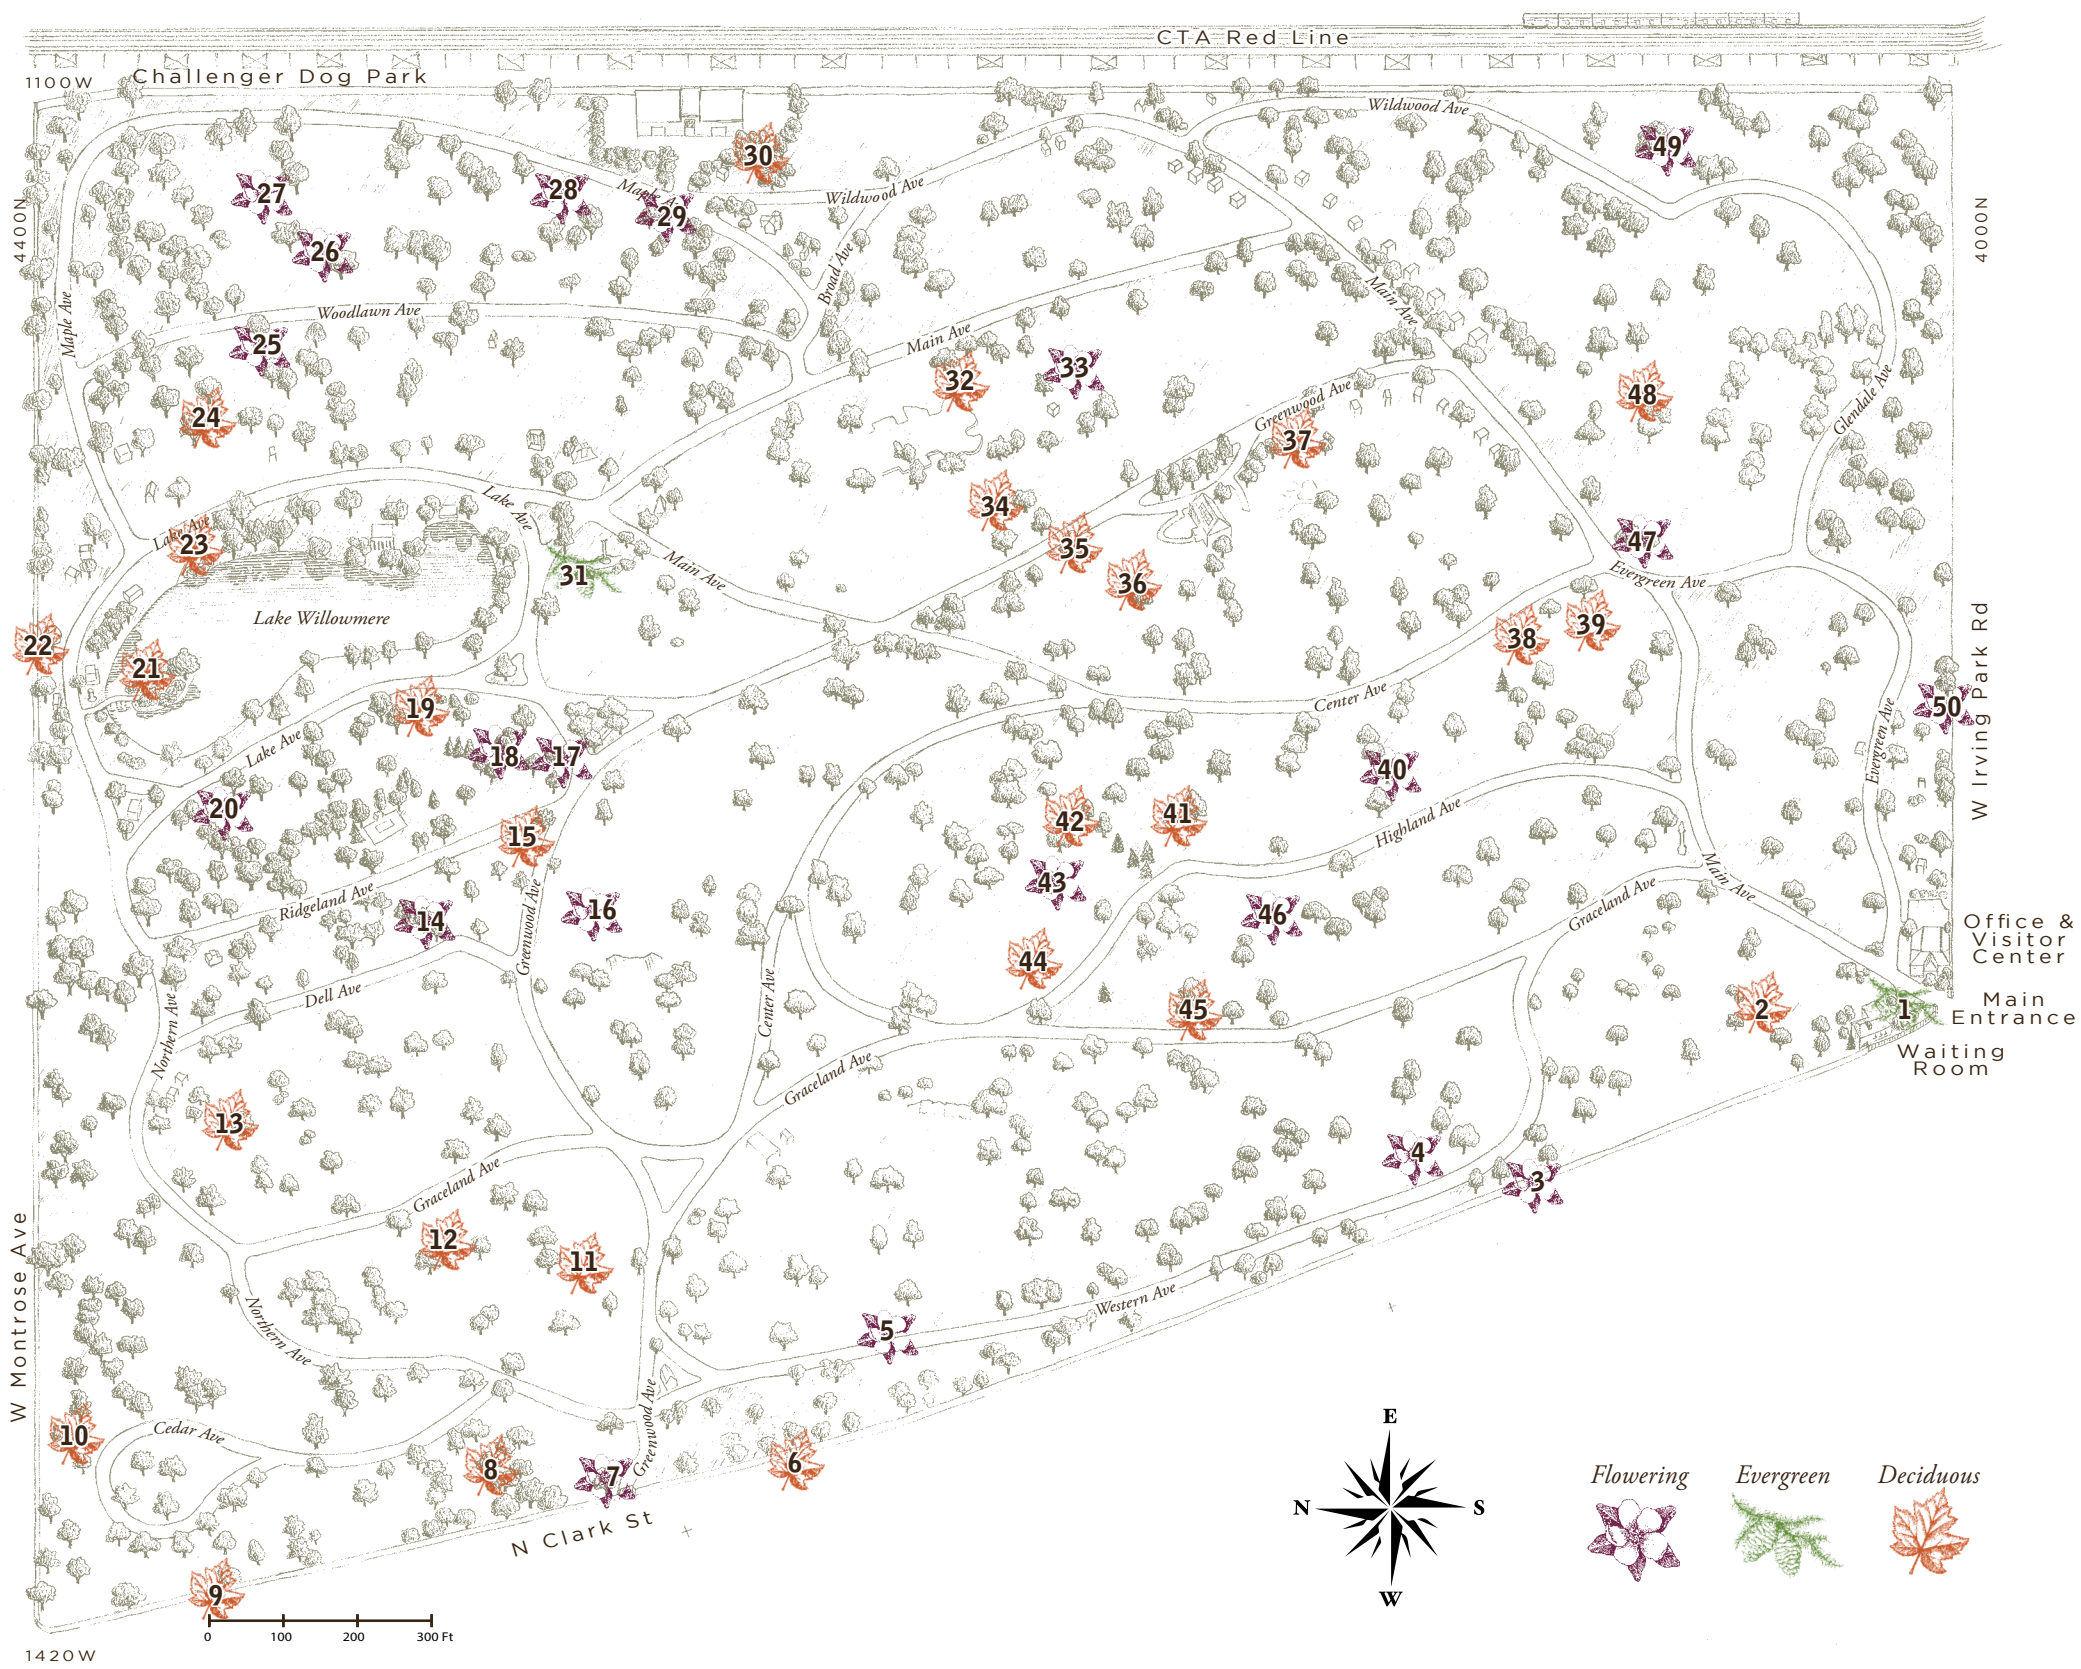 CTA Red Line
Challenger Dog Park
1100W
Wildwood Ave
49
30
27
28
Maple A
29
Wildwood Ave
4400N
4000N
26
Broad Ave
Main Ave
Maple Ave
Woodlawn Ave
25
Main Ave
33
32
48
Glendale Ave
24
Greenwood Ave
37
Lake Ave
34
Lake Ave
23
35
47
31
Main Ave
36
Evergreen Ave
Lake Willowmere
22
38
39
21
W Irving Park Rd
19
Center Ave
50
Lake Ave
18
17
40
Evergreen Ave
20
15
42
41
Highland Ave
43
Main Ave
Ridgeland Ave
14
Greenwood Ave
16
46
Graceland Ave
Office &
Visitor
Center
44
Dell Ave
Center Ave
45
2
1
Main
Entrance
Northern Ave
Waiting
Room
Graceland Ave
13
4
3
Graceland Ave
12
11
W Montrose Ave
Northern Ave
5
Western Ave
10
Cedar Ave
Greenwood Ave
8
7
6
N Clark St
9
0 100 200 300 Ft
1420W
E
N
S
W
Flowering Evergreen Deciduous